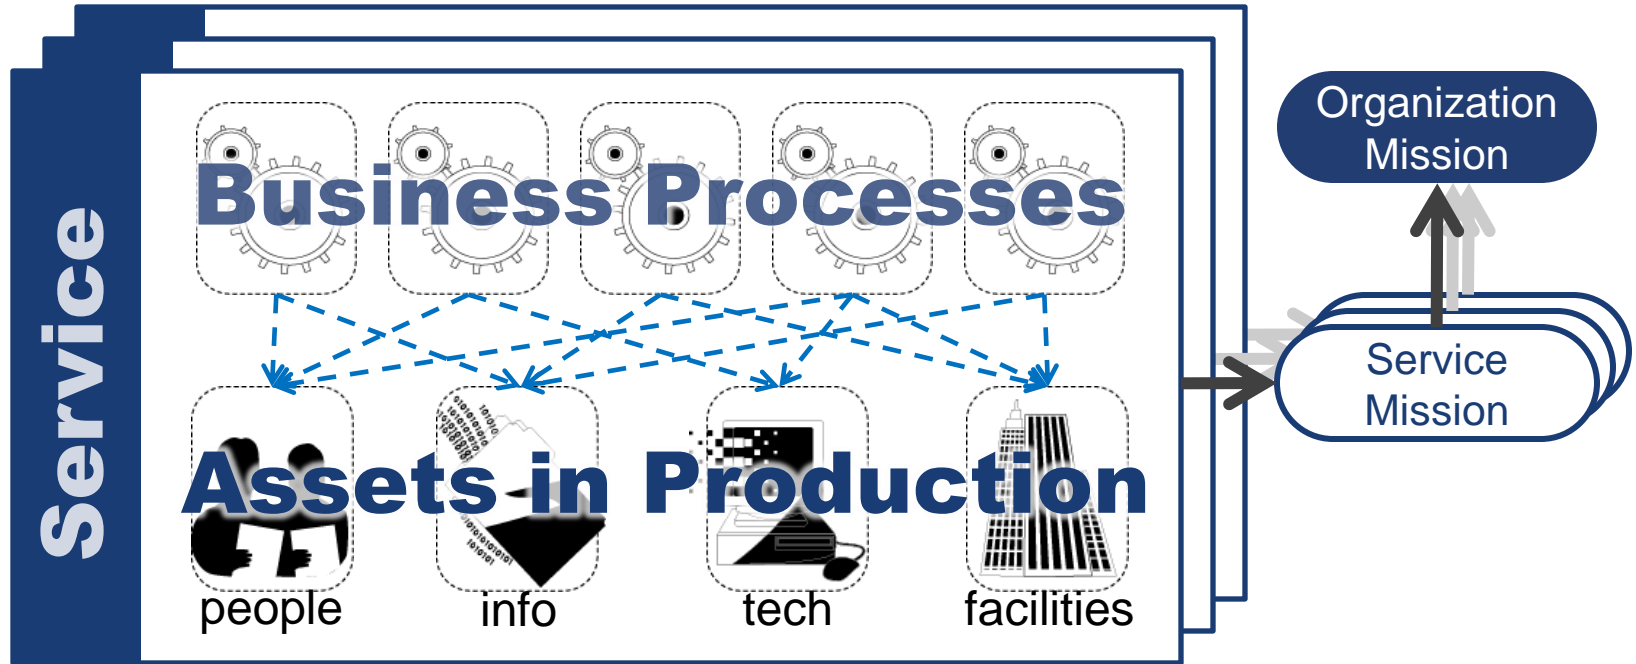 Service
Business Processes
Assets in Production
people
info
tech
facilities
Organization
Mission
Service
Mission